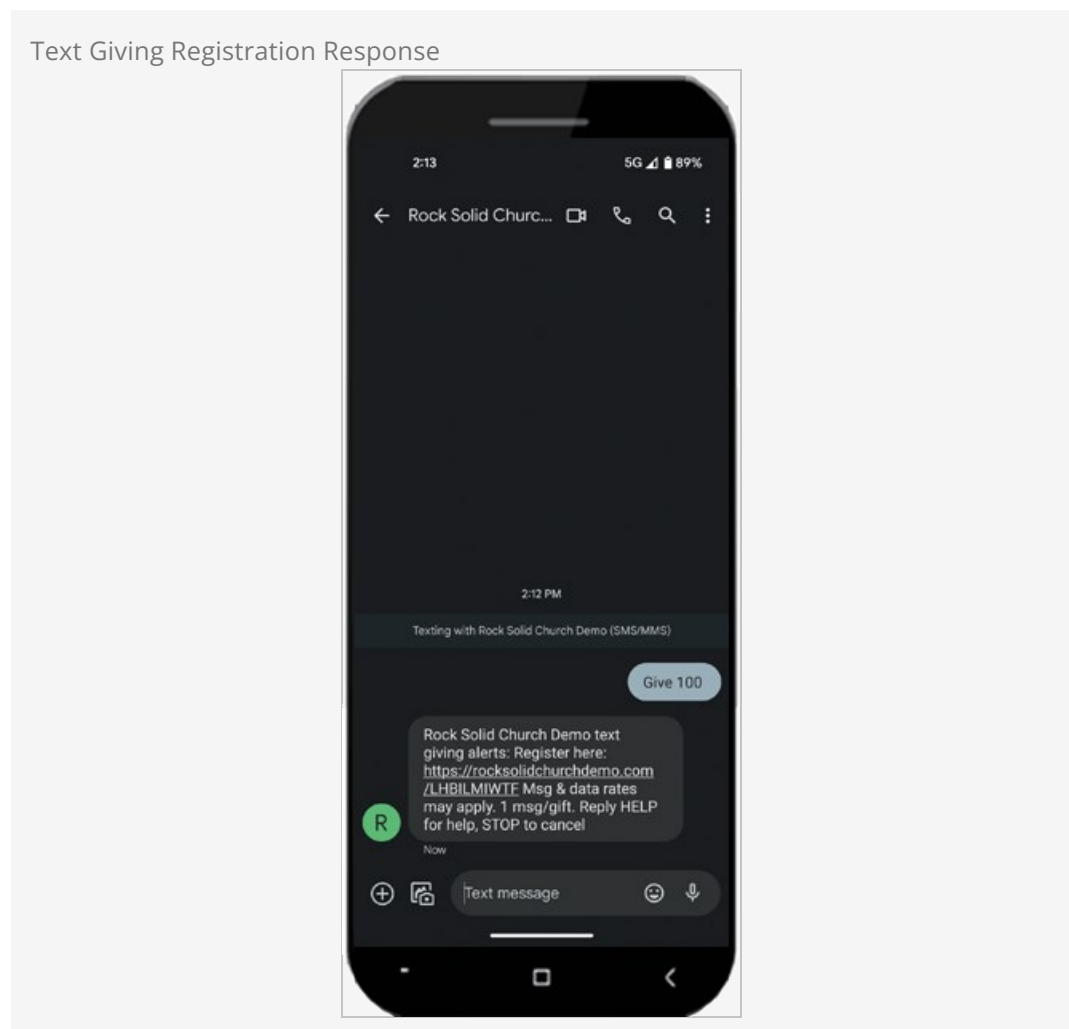 Text Giving Registration Response
2:13
5G 89%
Rock Solid Churc...
2:12 PM
Texting with Rock Solid Church Demo (SMS/MMS)
Give 100
Rock Solid Church Demo text
giving alerts: Register here:
https://rocksolidchurchdemo.com
/LHBILMIWTF Msg & data rates
may apply. 1 msg/gift. Reply HELP
for help, STOP to cancel
R
Now
Text message